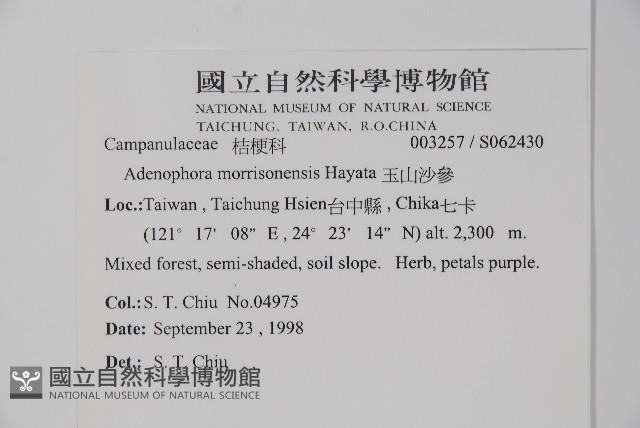 國立自然科學博物館
NATIONAL MUSEUM OF NATURAL SCIENCE
TAICHUNG, TAIWAN, R.O.CHINA
Campanulaceae 桔梗科 003257 / S062430
Adenophora morrisonensis Hayata 玉山沙參
Loc.:Taiwan , Taichung Hsien台中縣, Chika七卡
(121° 17' 08" E , 24° 23' 14" N) alt. 2,300 m.
Mixed forest, semi-shaded, soil slope. Herb, petals purple.
Col.: S. T. Chiu No.04975
Date: September 23 , 1998
Det.: S. T. Chiu
國立自然科學博物館
NATIONAL MUSEUM OF NATURAL SCIENCE